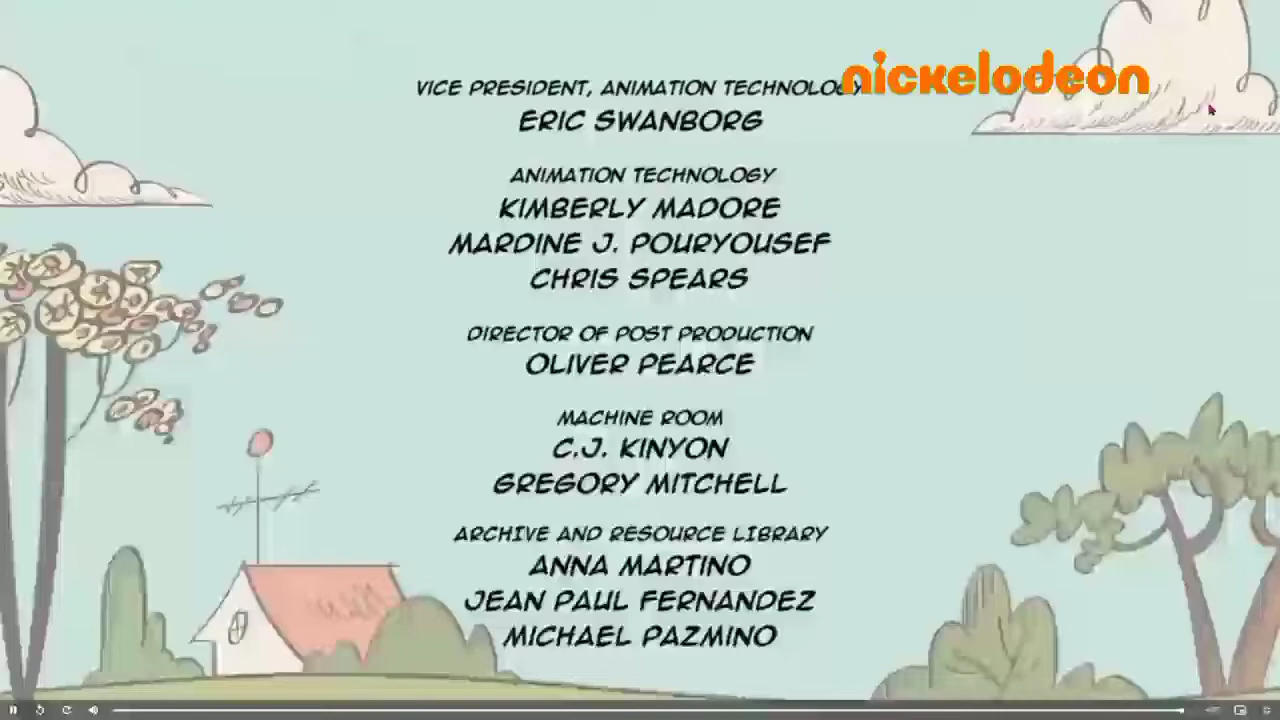 VICE PRESIDENT, ANIMATION TECHNOLOGY
nickelodeon
ERIC SWANBORG
ANIMATION TECHNOLOGY
KIMBERLY MADORE
MARDINE J. POURYOUSEF
CHRIS SPEARS
DIRECTOR OF POST PRODUCTION
OLIVER PEARCE
MACHINE ROOM
C.J. KINYON
GREGORY MITCHELL
ARCHIVE AND RESOURCE LIBRARY
ANNA MARTINO
JEAN PAUL FERNANDEZ
MICHAEL PAZMINO